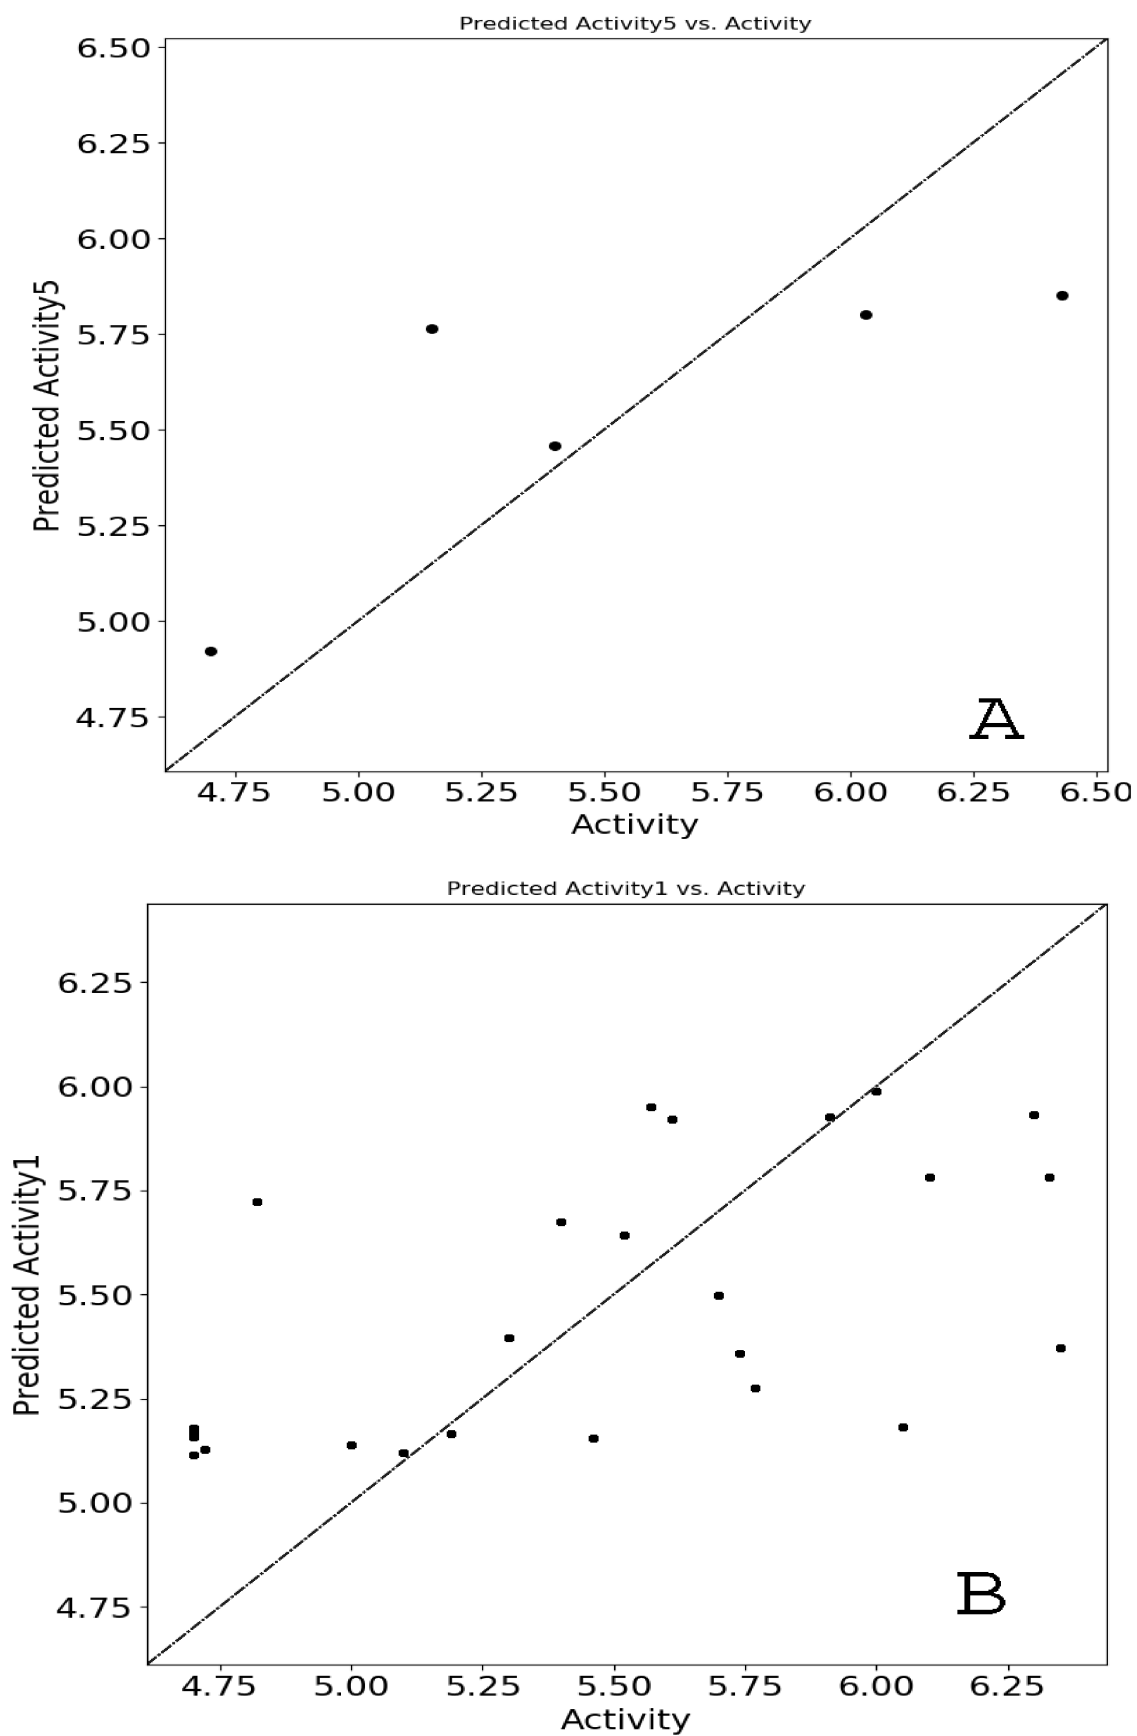 Predicted Activity5 vs. Activity
6.50
6.25
6.00
5.75
5.50
5.25
5.00
4.75
Predicted Activity5
A
4.75 5.00 5.25 5.50 5.75 6.00 6.25 6.50
Activity
Predicted Activity1 vs. Activity
6.25
6.00
5.75
5.50
5.25
5.00
4.75
Predicted Activity1
B
4.75 5.00 5.25 5.50 5.75 6.00 6.25
Activity